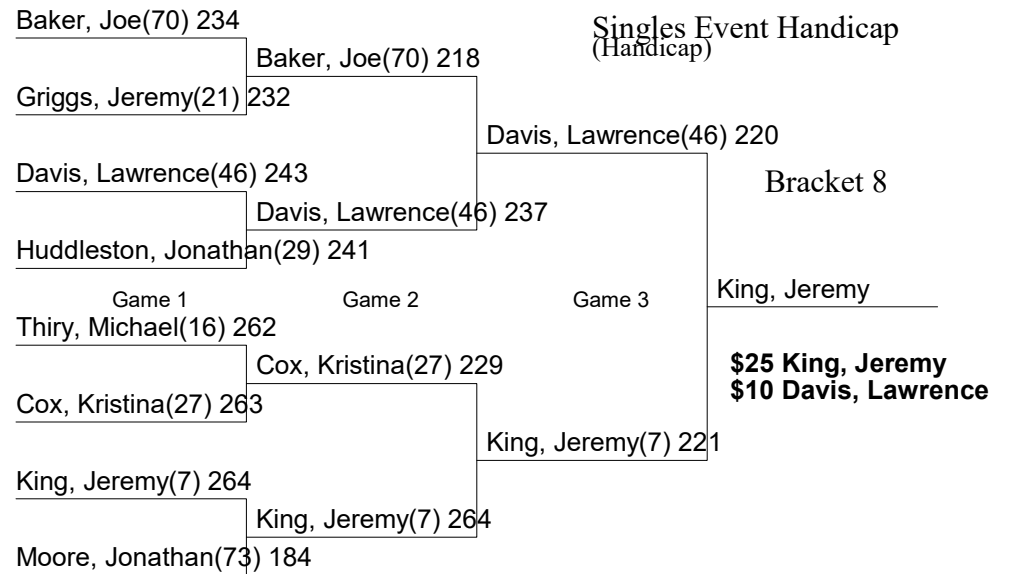 Baker, Joe(70) 234
Singles Event Handicap
(Handicap)
Baker, Joe(70) 218
Griggs, Jeremy(21) 232
Davis, Lawrence(46) 220
Davis, Lawrence(46) 243
Bracket 8
Davis, Lawrence(46) 237
Huddleston, Jonathan(29) 241
Game 1
Game 2
Game 3
King, Jeremy
Thiry, Michael(16) 262
Cox, Kristina(27) 229
$25 King, Jeremy
$10 Davis, Lawrence
Cox, Kristina(27) 263
King, Jeremy(7) 221
King, Jeremy(7) 264
King, Jeremy(7) 264
Moore, Jonathan(73) 184